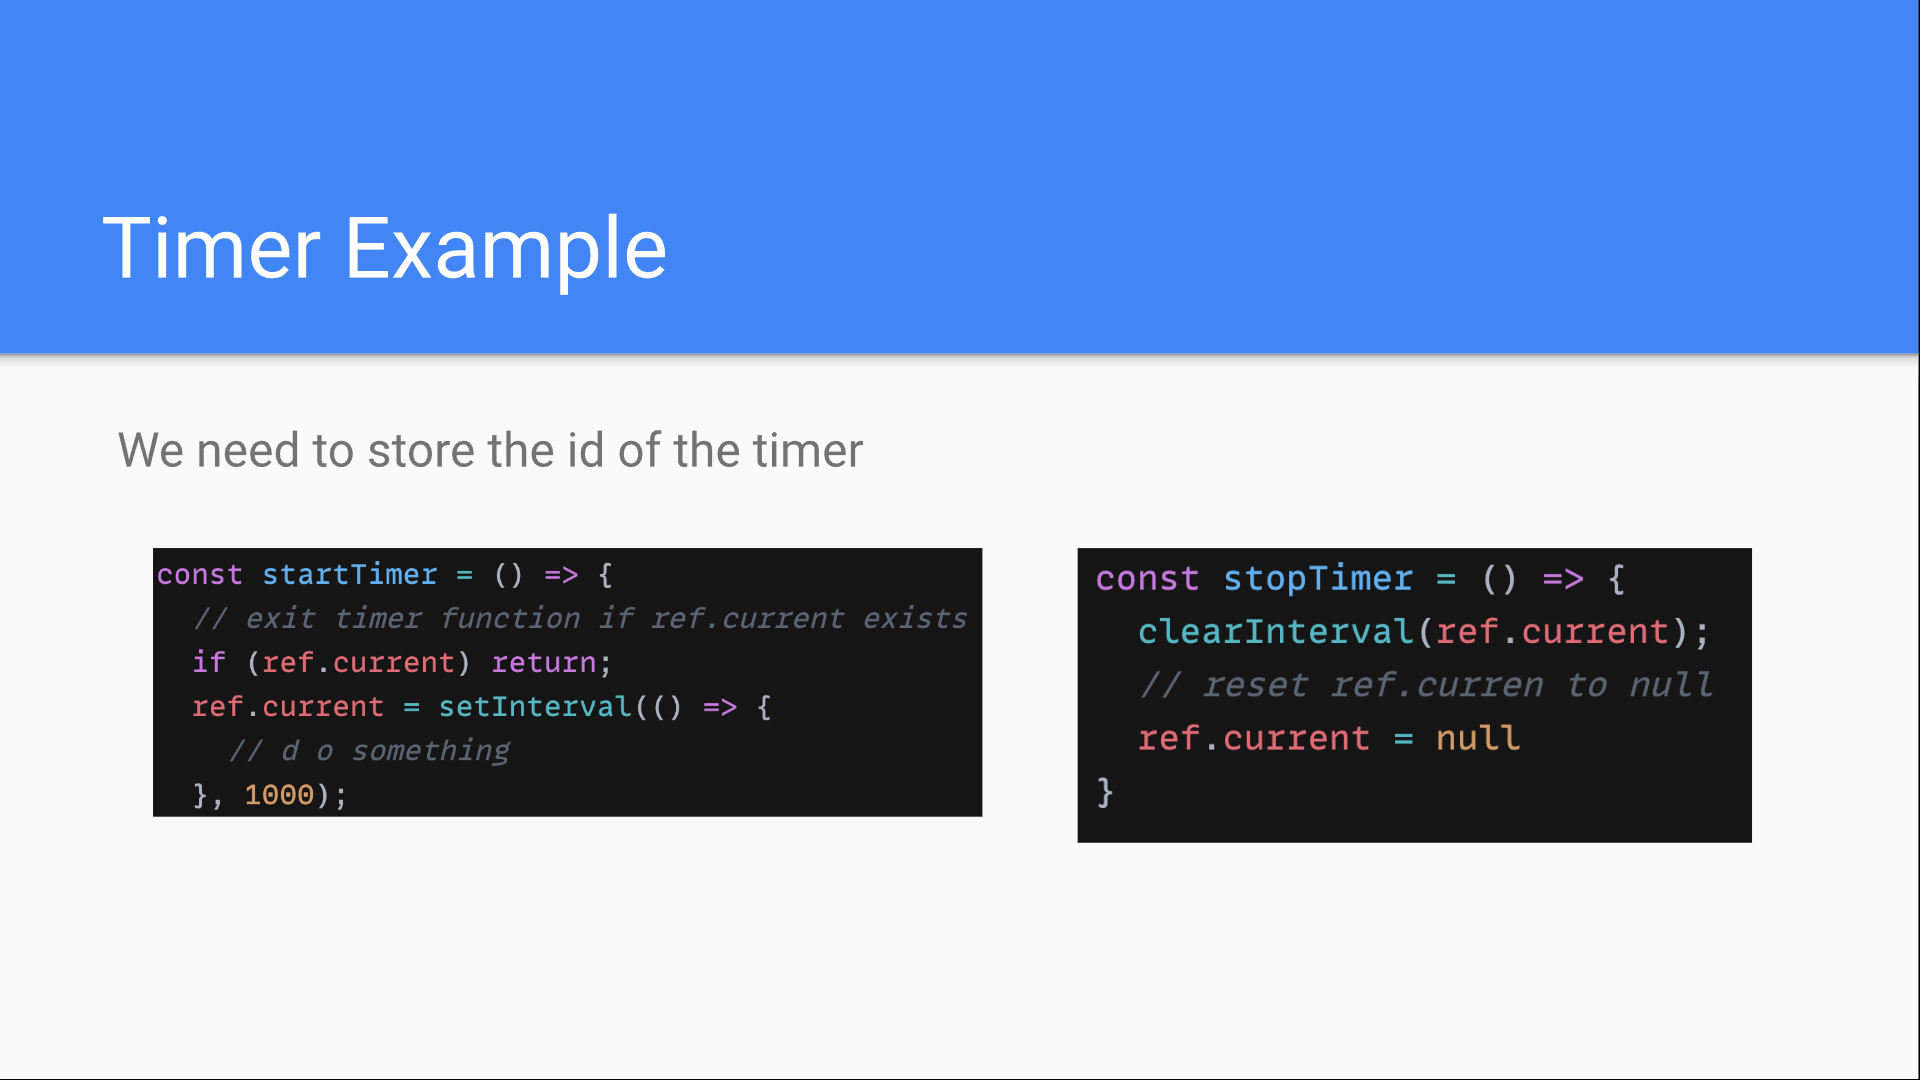 Timer Example
We need to store the id of the timer
const startTimer = () => {
  // exit timer function if ref.current exists
  if (ref.current) return;
  ref.current = setInterval(() => {
    // d o something
  }, 1000);
const stopTimer = () => {
  clearInterval(ref.current);
  // reset ref.curren to null
  ref.current = null
}